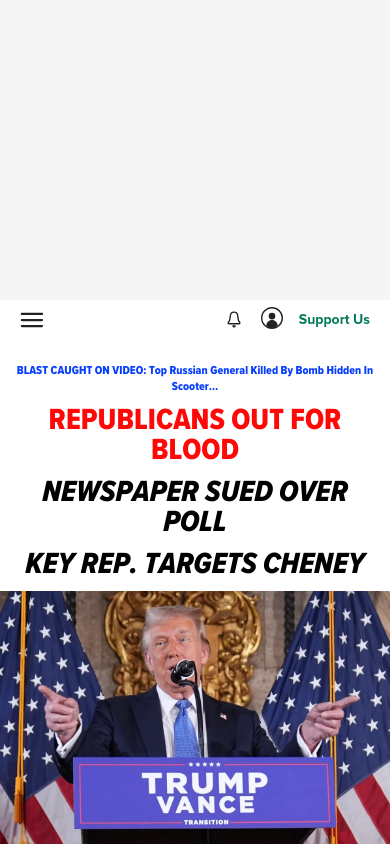 Support Us
BLAST CAUGHT ON VIDEO: Top Russian General Killed By Bomb Hidden In
Scooter...
REPUBLICANS OUT FOR
BLOOD
NEWSPAPER SUED OVER
POLL
KEY REP. TARGETS CHENEY
TRUMP
VANCE
TRANSITION